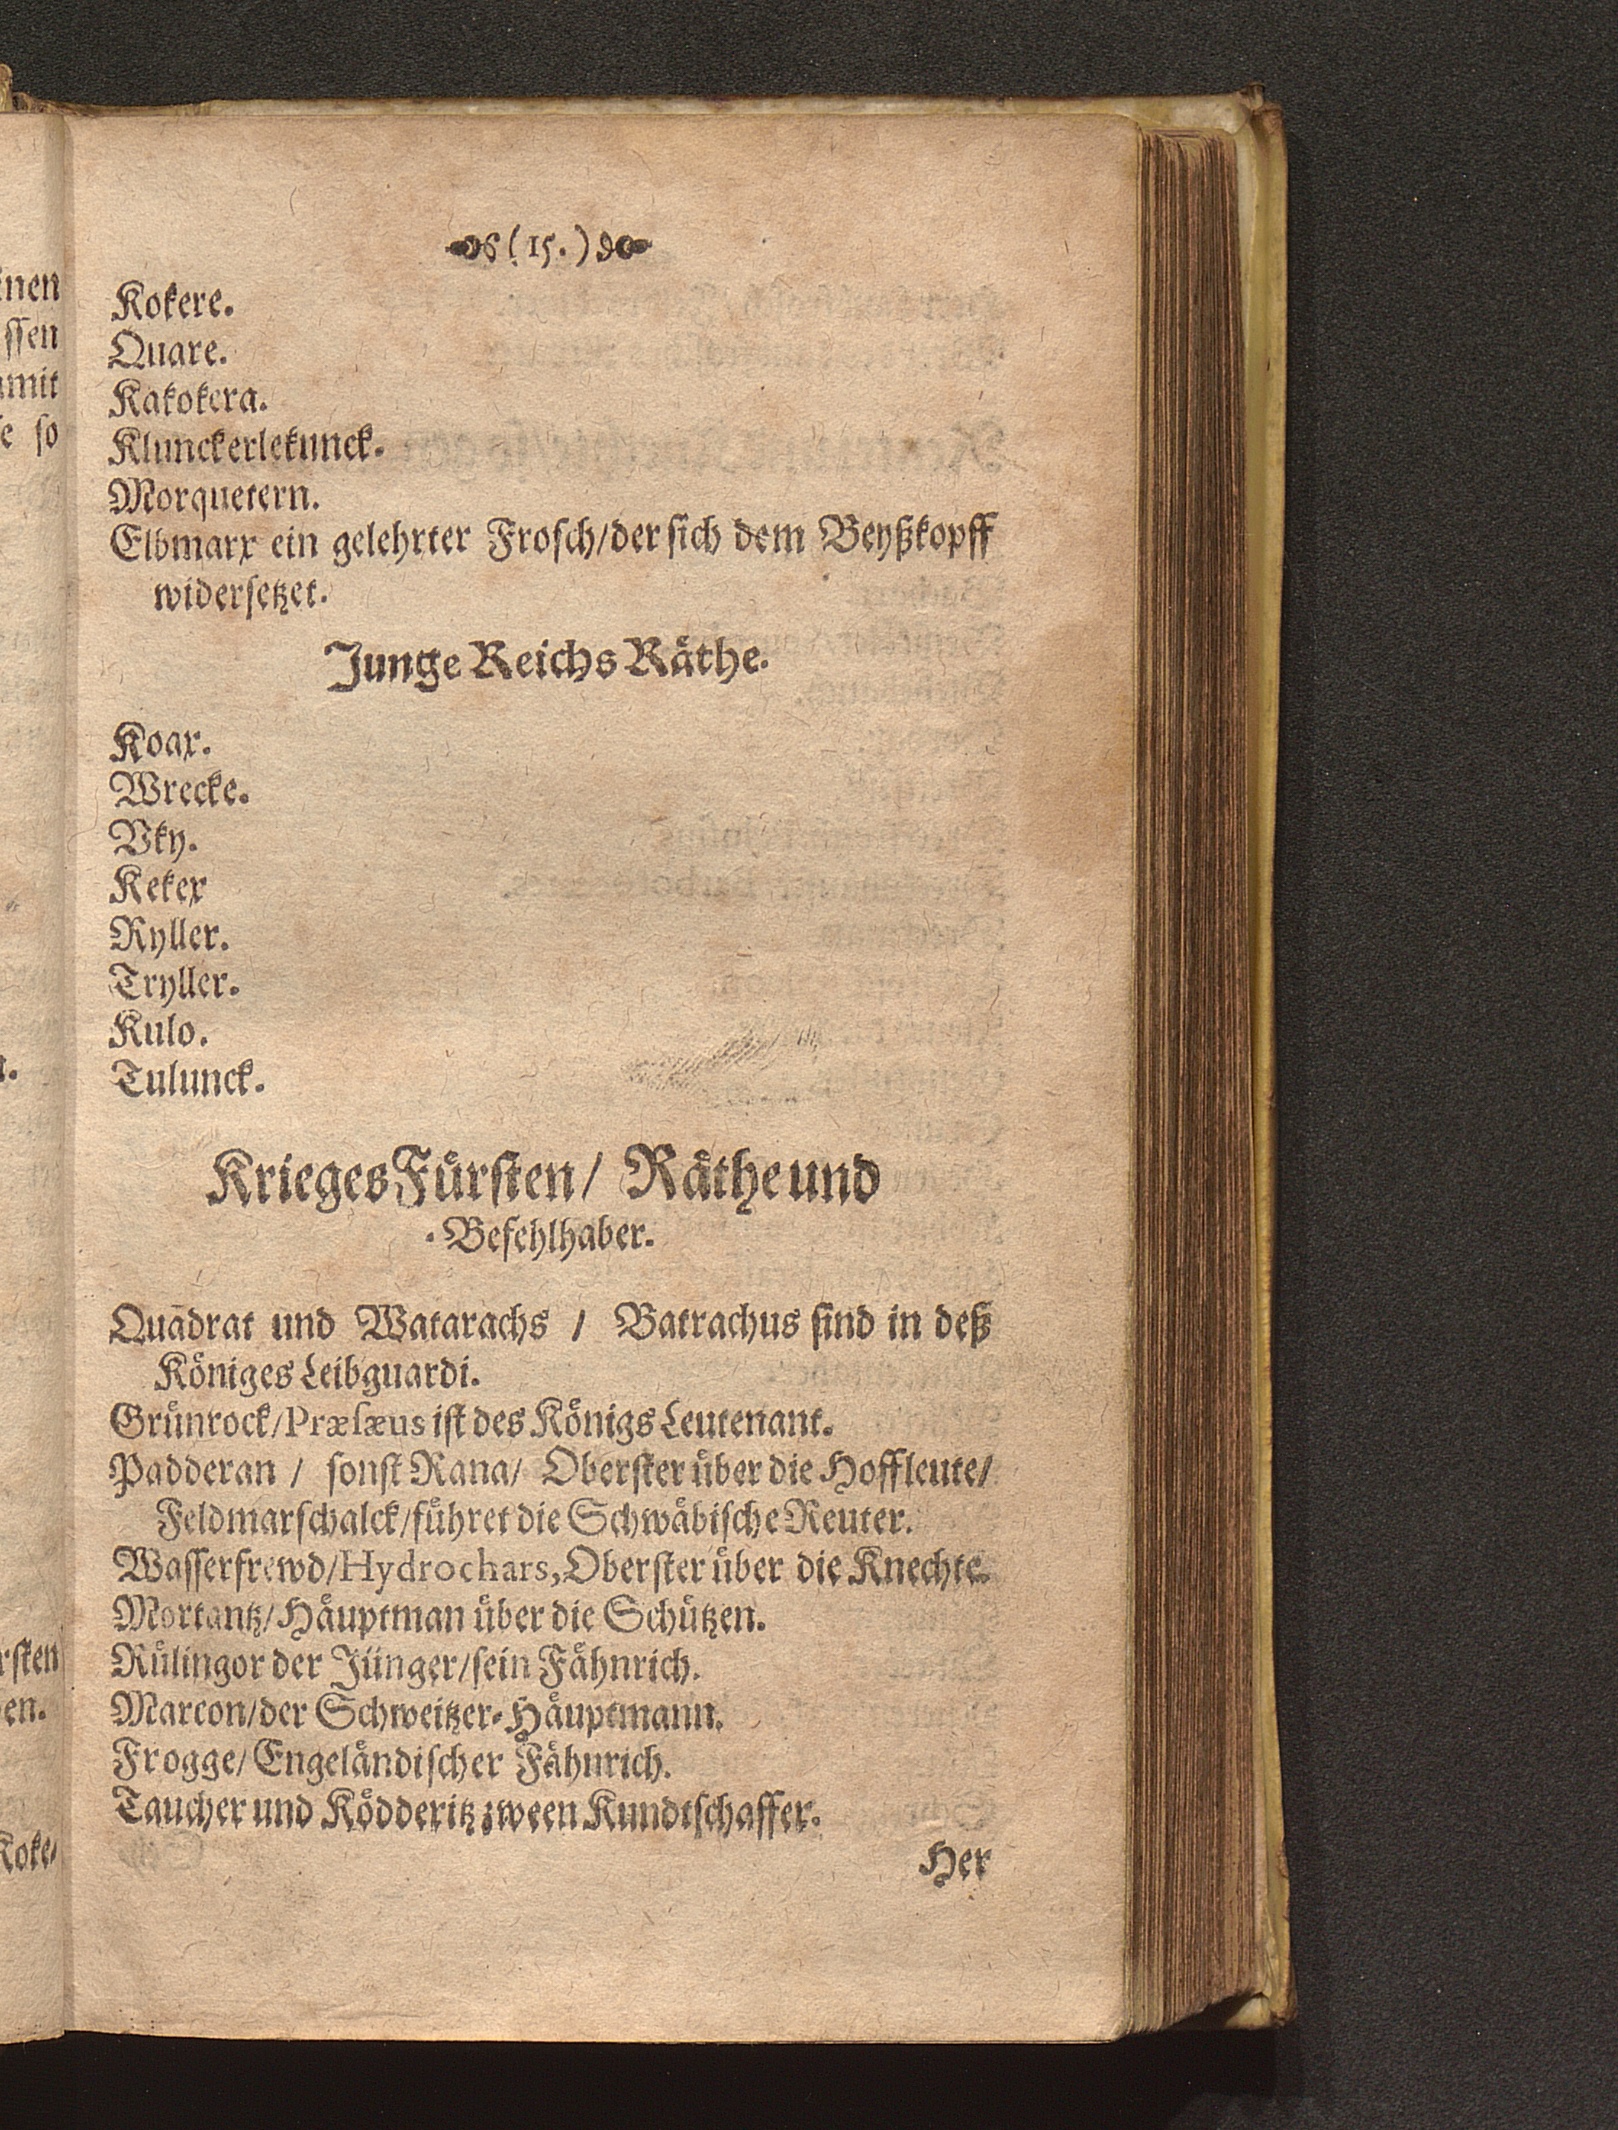 (15.)
Kokere.
Quare.
Kakokera.
Klunckerlekunck.
Morquetern.
Elbmarx ein gelehrter Frosch/der sich dem Beyßkopff
widersetzet.
Junge Reichs Räthe.
Koax.
Wrecke.
Vky.
Kekex
Ryller.
Tryller.
Kulo.
Tulunck.
KriegesFürsten/ Räthe und
Befehlhaber.
Quadrat und Watarachs / Batrachus sind in deß
Königes Leibguardi.
Grünrock/Præsæus ist des Königs Leutenant.
Padderan / sonst Rana/ Oberster über die Hoffleute/
Feldmarschalck/führet die Schwäbische Reuter.
Wasserfrewd/Hydrochars, Oberster über die Knechte.
Mortantz/Häuptman über die Schützen.
Rülingor der Jünger/sein Fähnrich.
Marcon/der Schweitzer-Häuptmann.
Frogge/Engeländischer Fähnrich.
Taucher und Ködderitz zween Kundtschaffer.
Her